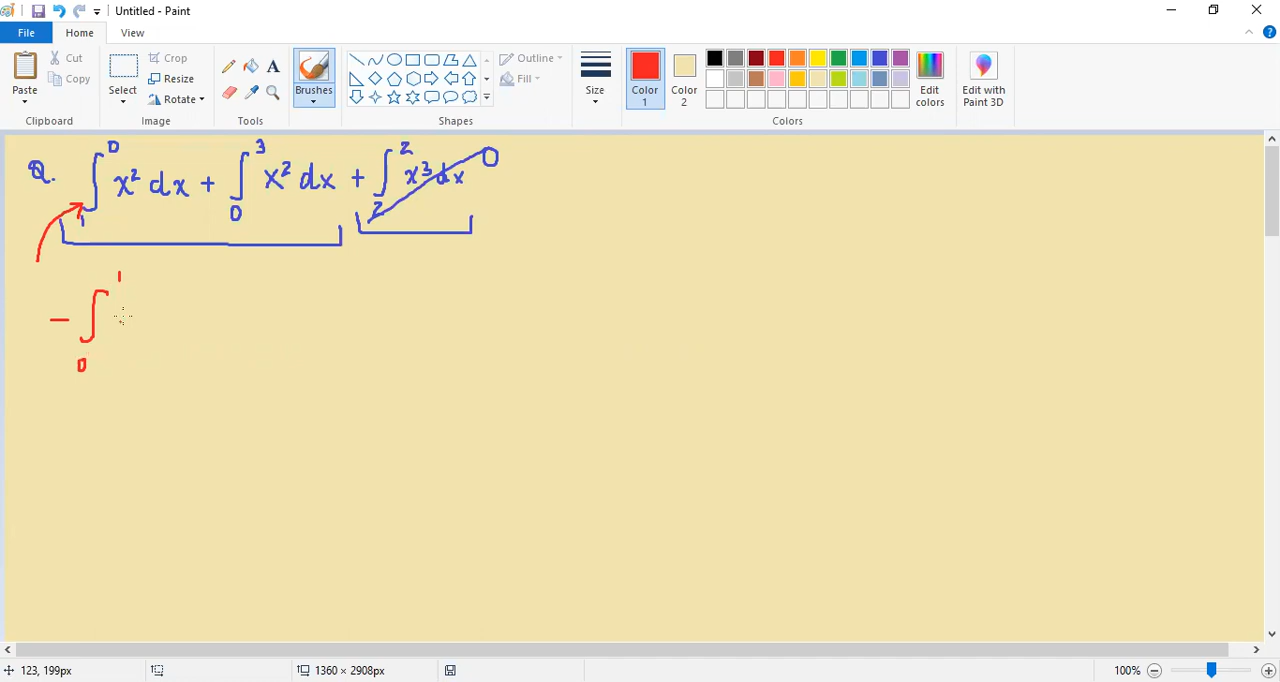 Untitled - Paint
File Home View
Paste Cut Copy Clipboard
Select Crop Resize Rotate Image
A Tools
Brushes
Outline Fill Shapes
Size
Color 1 Color 2 Edit colors Colors
Edit with Paint 3D
Q. ∫₁⁰ x² dx + ∫₀³ x² dx + ∫₂² x³ dx 0
- ∫₀¹
123, 199px 1360 × 2908px 100%